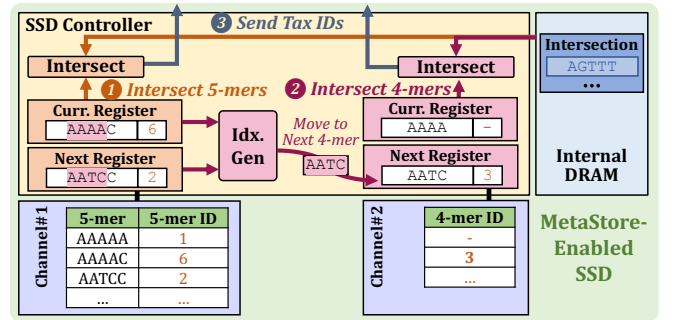 SSD Controller
3 Send Tax IDs
Intersect
Intersect
1 Intersect 5-mers
2 Intersect 4-mers
Curr. Register
AAAAC 6
Next Register
AATCC 2
Idx.
Gen
Move to
Next 4-mer
AATC
Curr. Register
AAAA -
Next Register
AATC 3
Intersection
AGTTT
...
Internal
DRAM
Channel#1
5-mer 5-mer ID
AAAAA 1
AAAAC 6
AATCC 2
... ...
Channel#2
4-mer ID
-
3
...
MetaStore-
Enabled
SSD